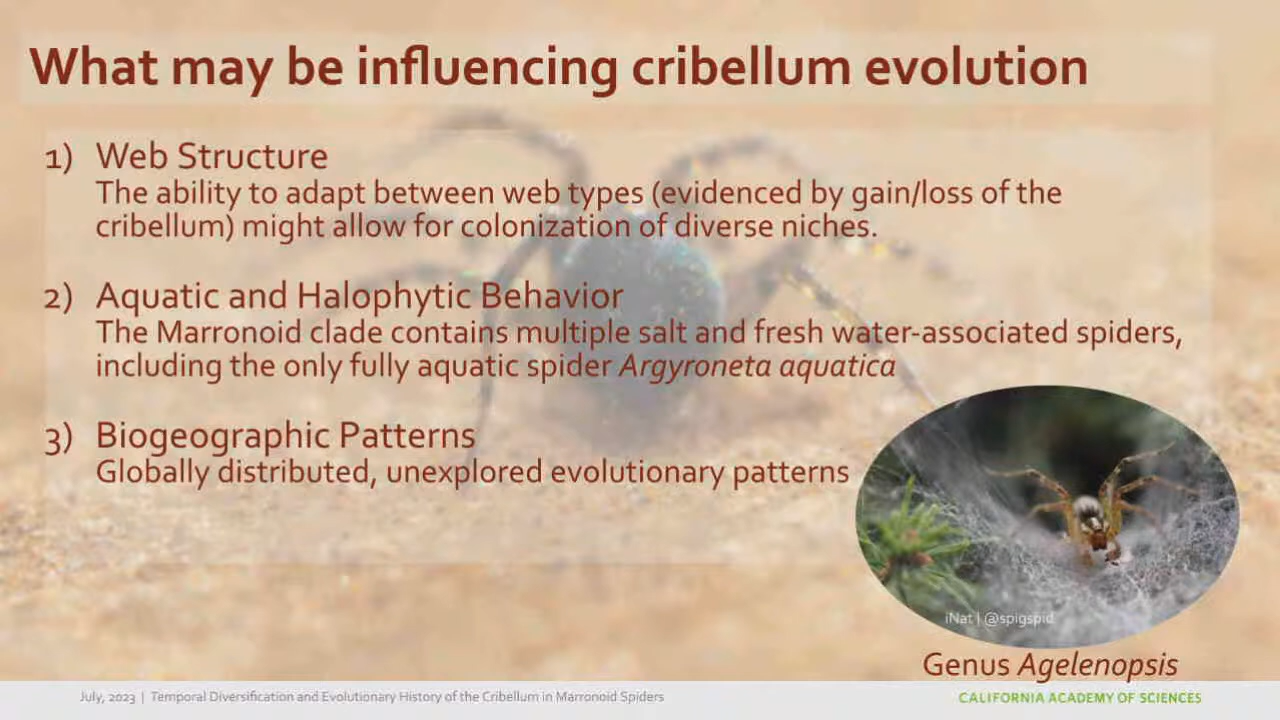 What may be influencing cribellum evolution
1) Web Structure
The ability to adapt between web types (evidenced by gain/loss of the
cribellum) might allow for colonization of diverse niches.
2) Aquatic and Halophytic Behavior
The Marronoid clade contains multiple salt and fresh water-associated spiders,
including the only fully aquatic spider Argyroneta aquatica
3) Biogeographic Patterns
Globally distributed, unexplored evolutionary patterns
iNat | @spigspid
Genus Agelenopsis
July, 2023 | Temporal Diversification and Evolutionary History of the Cribellum in Marronoid Spiders
CALIFORNIA ACADEMY OF SCIENCES